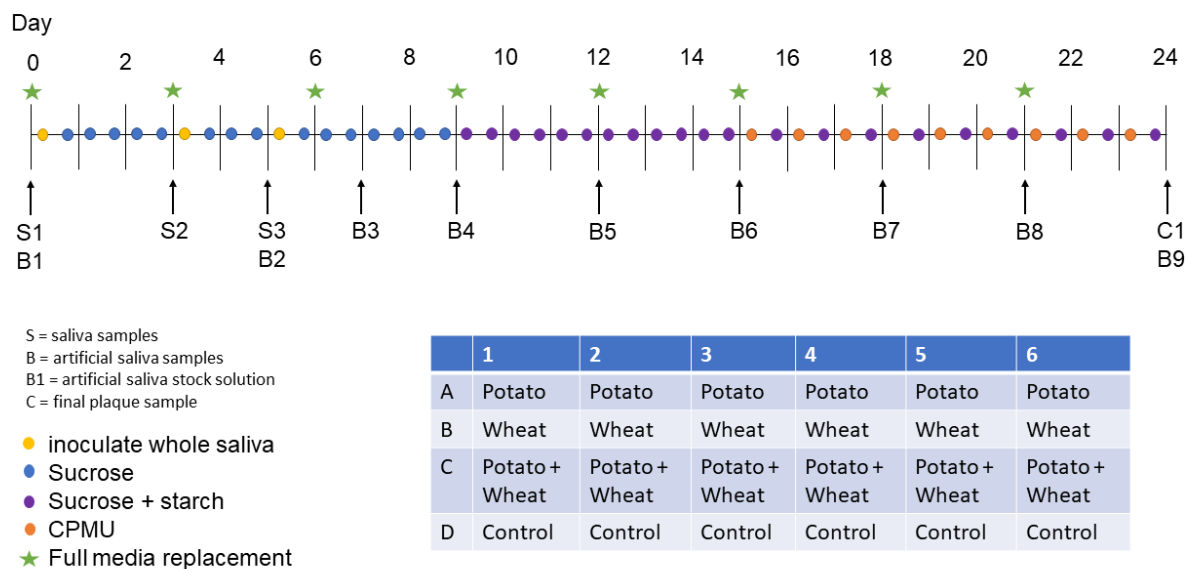 Day
0 2 4 6 8 10 12 14 16 18 20 22 24
S1 S2 S3 B3 B4 B5 B6 B7 B8 C1
B1 B2 B9
S = saliva samples
B = artificial saliva samples
B1 = artificial saliva stock solution
C = final plaque sample
inoculate whole saliva
Sucrose
Sucrose + starch
CPMU
Full media replacement
1 2 3 4 5 6
A Potato Potato Potato Potato Potato Potato
B Wheat Wheat Wheat Wheat Wheat Wheat
C Potato + Potato + Potato + Potato + Potato + Potato +
Wheat Wheat Wheat Wheat Wheat Wheat
D Control Control Control Control Control Control